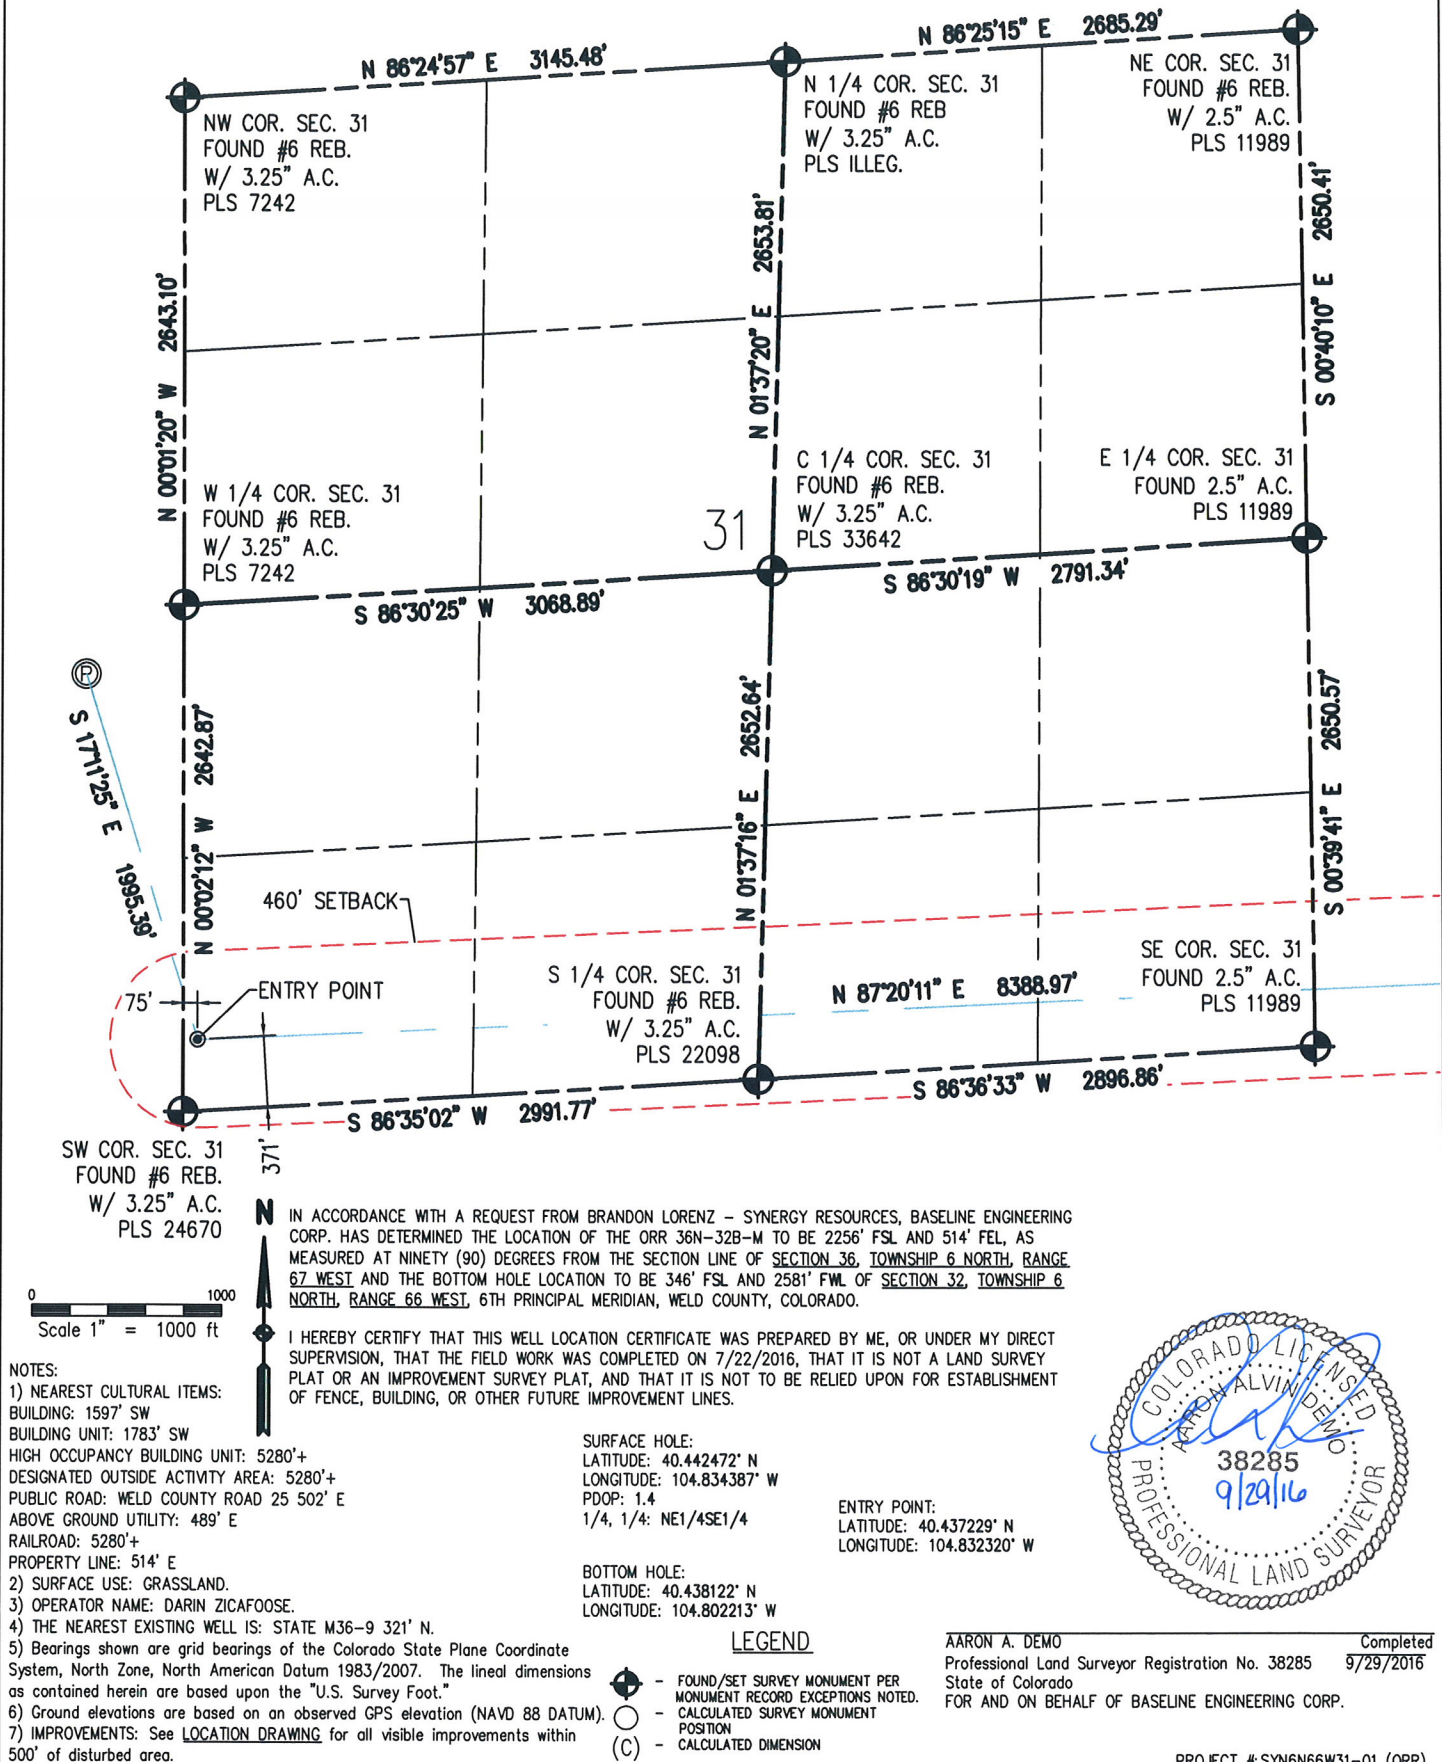 N 86°24'57" E 3145.48'
N 86°25'15" E 2685.29'
NW COR. SEC. 31
FOUND #6 REB.
W/ 3.25" A.C.
PLS 7242
N 1/4 COR. SEC. 31
FOUND #6 REB
W/ 3.25" A.C.
PLS ILLEG.
NE COR. SEC. 31
FOUND #6 REB.
W/ 2.5" A.C.
PLS 11989
N 00°01'20" W 2643.10'
N 01°37'20" E 2653.81'
S 00°40'10" E 2650.41'
W 1/4 COR. SEC. 31
FOUND #6 REB.
W/ 3.25" A.C.
PLS 7242
31
C 1/4 COR. SEC. 31
FOUND #6 REB.
W/ 3.25" A.C.
PLS 33642
E 1/4 COR. SEC. 31
FOUND 2.5" A.C.
PLS 11989
S 86°30'25" W 3068.89'
S 86°30'19" W 2791.34'
P
S 17°11'25" E 1995.39'
N 00°02'12" W 2642.87'
N 01°37'16" E 2652.64'
S 00°39'41" E 2650.57'
460' SETBACK
75'
ENTRY POINT
S 1/4 COR. SEC. 31
FOUND #6 REB.
W/ 3.25" A.C.
PLS 22098
N 87°20'11" E 8388.97'
SE COR. SEC. 31
FOUND 2.5" A.C.
PLS 11989
S 86°35'02" W 2991.77'
S 86°36'33" W 2896.86'
371'
SW COR. SEC. 31
FOUND #6 REB.
W/ 3.25" A.C.
PLS 24670
N
0 1000
Scale 1" = 1000 ft
IN ACCORDANCE WITH A REQUEST FROM BRANDON LORENZ – SYNERGY RESOURCES, BASELINE ENGINEERING
CORP. HAS DETERMINED THE LOCATION OF THE ORR 36N-32B-M TO BE 2256' FSL AND 514' FEL, AS
MEASURED AT NINETY (90) DEGREES FROM THE SECTION LINE OF SECTION 36, TOWNSHIP 6 NORTH, RANGE
67 WEST AND THE BOTTOM HOLE LOCATION TO BE 346' FSL AND 2581' FWL OF SECTION 32, TOWNSHIP 6
NORTH, RANGE 66 WEST, 6TH PRINCIPAL MERIDIAN, WELD COUNTY, COLORADO.
I HEREBY CERTIFY THAT THIS WELL LOCATION CERTIFICATE WAS PREPARED BY ME, OR UNDER MY DIRECT
SUPERVISION, THAT THE FIELD WORK WAS COMPLETED ON 7/22/2016, THAT IT IS NOT A LAND SURVEY
PLAT OR AN IMPROVEMENT SURVEY PLAT, AND THAT IT IS NOT TO BE RELIED UPON FOR ESTABLISHMENT
OF FENCE, BUILDING, OR OTHER FUTURE IMPROVEMENT LINES.
NOTES:
1) NEAREST CULTURAL ITEMS:
BUILDING: 1597' SW
BUILDING UNIT: 1783' SW
HIGH OCCUPANCY BUILDING UNIT: 5280'+
DESIGNATED OUTSIDE ACTIVITY AREA: 5280'+
PUBLIC ROAD: WELD COUNTY ROAD 25 502' E
ABOVE GROUND UTILITY: 489' E
RAILROAD: 5280'+
PROPERTY LINE: 514' E
2) SURFACE USE: GRASSLAND.
3) OPERATOR NAME: DARIN ZICAFOOSE.
4) THE NEAREST EXISTING WELL IS: STATE M36-9 321' N.
5) Bearings shown are grid bearings of the Colorado State Plane Coordinate
System, North Zone, North American Datum 1983/2007. The lineal dimensions
as contained herein are based upon the "U.S. Survey Foot."
6) Ground elevations are based on an observed GPS elevation (NAVD 88 DATUM).
7) IMPROVEMENTS: See LOCATION DRAWING for all visible improvements within
500' of disturbed area.
SURFACE HOLE:
LATITUDE: 40.442472° N
LONGITUDE: 104.834387° W
PDOP: 1.4
1/4, 1/4: NE1/4SE1/4
ENTRY POINT:
LATITUDE: 40.437229° N
LONGITUDE: 104.832320° W
BOTTOM HOLE:
LATITUDE: 40.438122° N
LONGITUDE: 104.802213° W
LEGEND
– FOUND/SET SURVEY MONUMENT PER
MONUMENT RECORD EXCEPTIONS NOTED.
– CALCULATED SURVEY MONUMENT
POSITION
(C) – CALCULATED DIMENSION
COLORADO LICENSED
AARON ALVIN DEMO
38285
9/29/16
PROFESSIONAL LAND SURVEYOR
AARON A. DEMO Completed
Professional Land Surveyor Registration No. 38285 9/29/2016
State of Colorado
FOR AND ON BEHALF OF BASELINE ENGINEERING CORP.
PROJECT #: SYN6N66W31-01 (ORR)